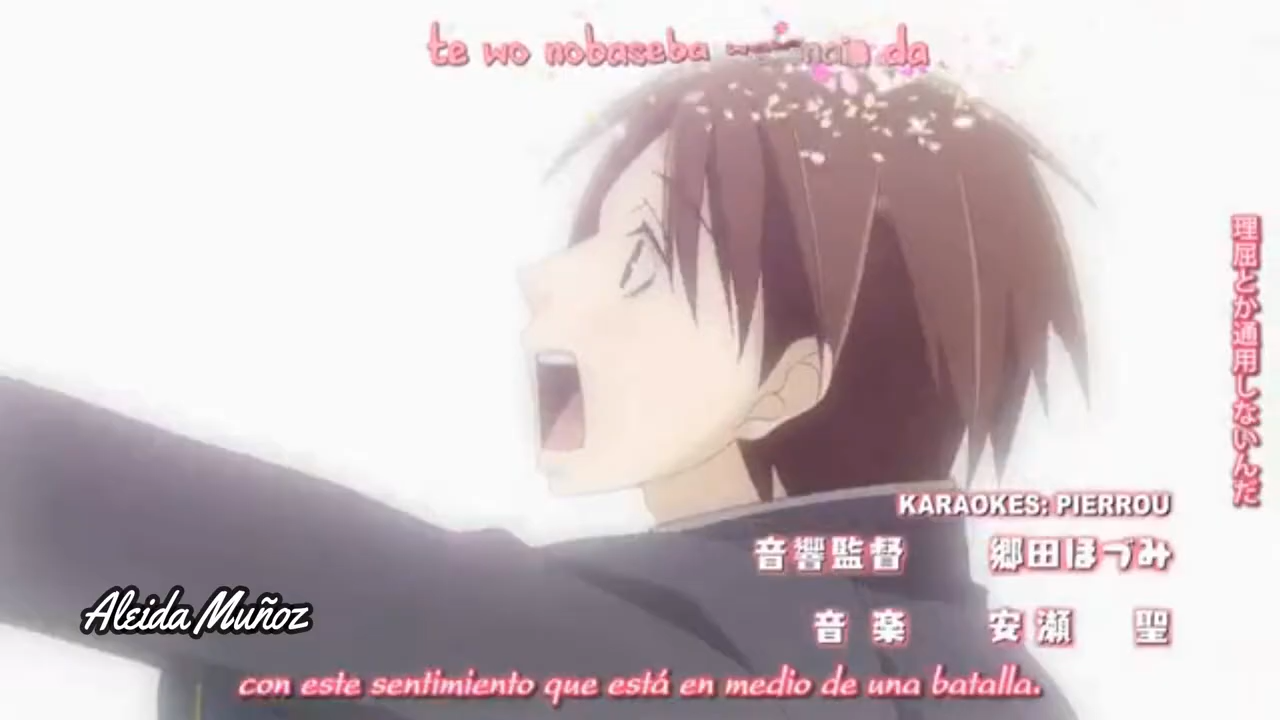 te wo nobaseba da
理屈とか通用しないんだ
KARAOKES: PIERROU
音響監督 郷田ほづみ
音楽 安瀬 聖
Aleida Muñoz
con este sentimiento que está en medio de una batalla.